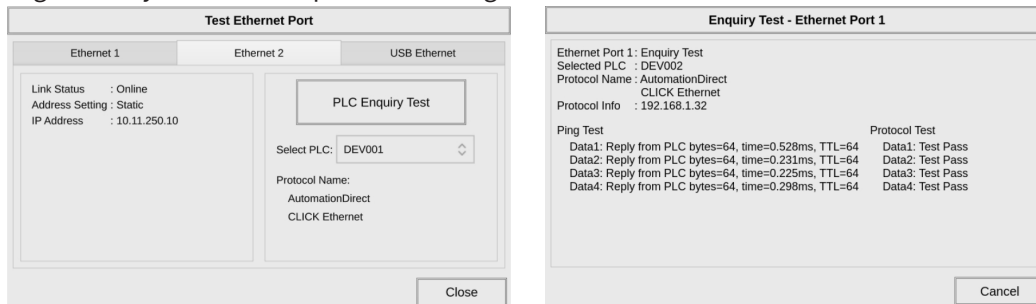 Test Ethernet Port
Ethernet 1
Ethernet 2
USB Ethernet
Link Status : Online
Address Setting : Static
IP Address : 10.11.250.10
PLC Enquiry Test
Select PLC: DEV001
Protocol Name:
AutomationDirect
CLICK Ethernet
Close
Enquiry Test - Ethernet Port 1
Ethernet Port 1 : Enquiry Test
Selected PLC : DEV002
Protocol Name : AutomationDirect
CLICK Ethernet
Protocol Info : 192.168.1.32
Ping Test
Data1: Reply from PLC bytes=64, time=0.528ms, TTL=64
Data2: Reply from PLC bytes=64, time=0.231ms, TTL=64
Data3: Reply from PLC bytes=64, time=0.225ms, TTL=64
Data4: Reply from PLC bytes=64, time=0.298ms, TTL=64
Protocol Test
Data1: Test Pass
Data2: Test Pass
Data3: Test Pass
Data4: Test Pass
Cancel